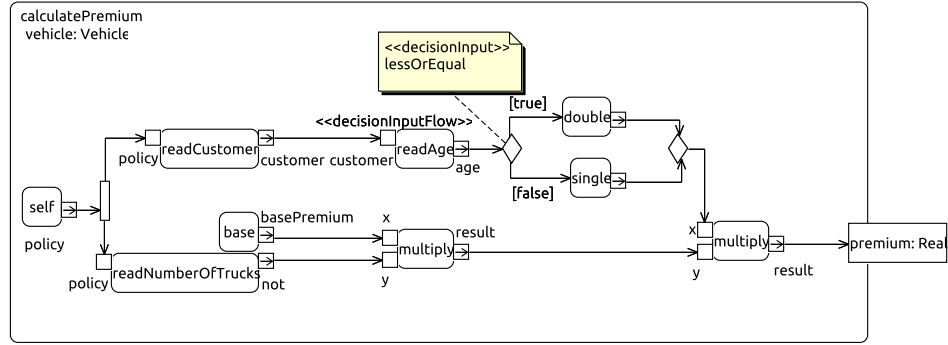 calculatePremium
vehicle: Vehicle
<<decisionInput>>
lessOrEqual
[true]
double
<<decisionInputFlow>>
policy
readCustomer
customer
customer
readAge
age
single
[false]
self
policy
base
basePremium
x
result
multiply
y
x
multiply
y
result
premium: Real
policy
readNumberOfTrucks
not